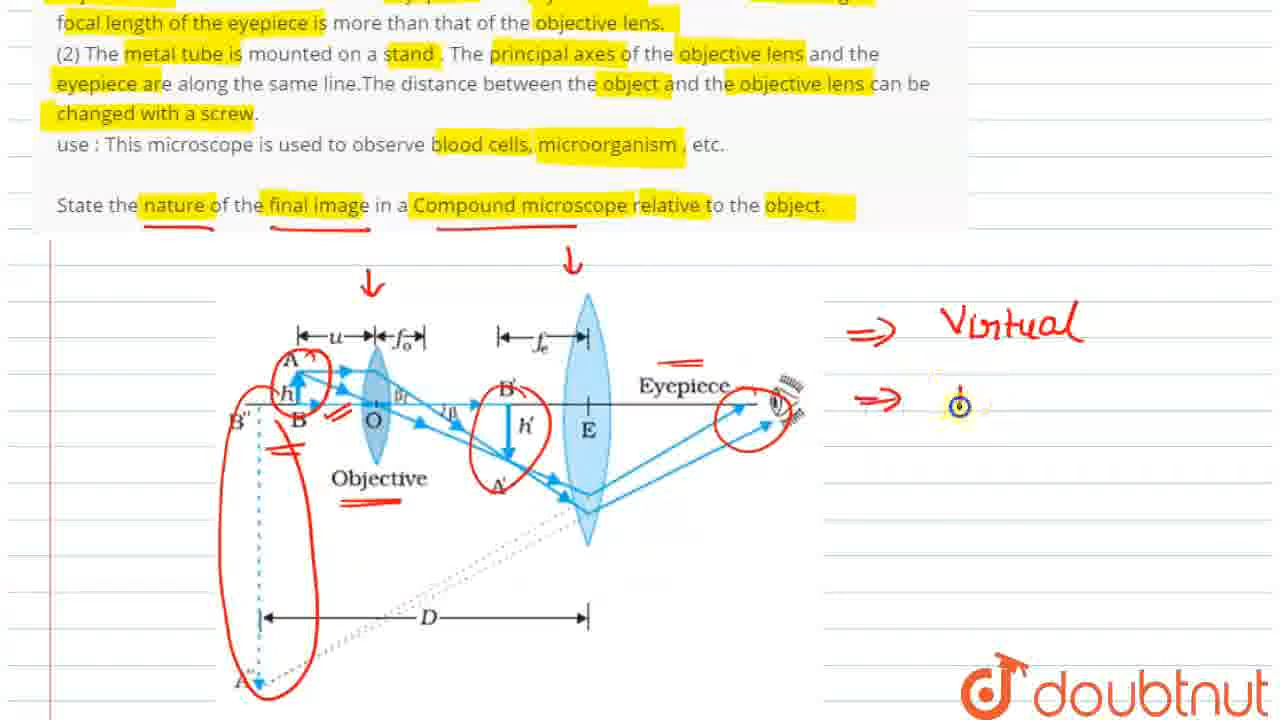 focal length of the eyepiece is more than that of the objective lens.
(2) The metal tube is mounted on a stand . The principal axes of the objective lens and the
eyepiece are along the same line.The distance between the object and the objective lens can be
changed with a screw.
use : This microscope is used to observe blood cells, microorganism , etc.
State the nature of the final image in a Compound microscope relative to the object.
⇒ Virtual
⇒
u fo fe
A
h
B" B O B' h' E Eyepiece
β
A'
Objective
D
A"
doubtnut